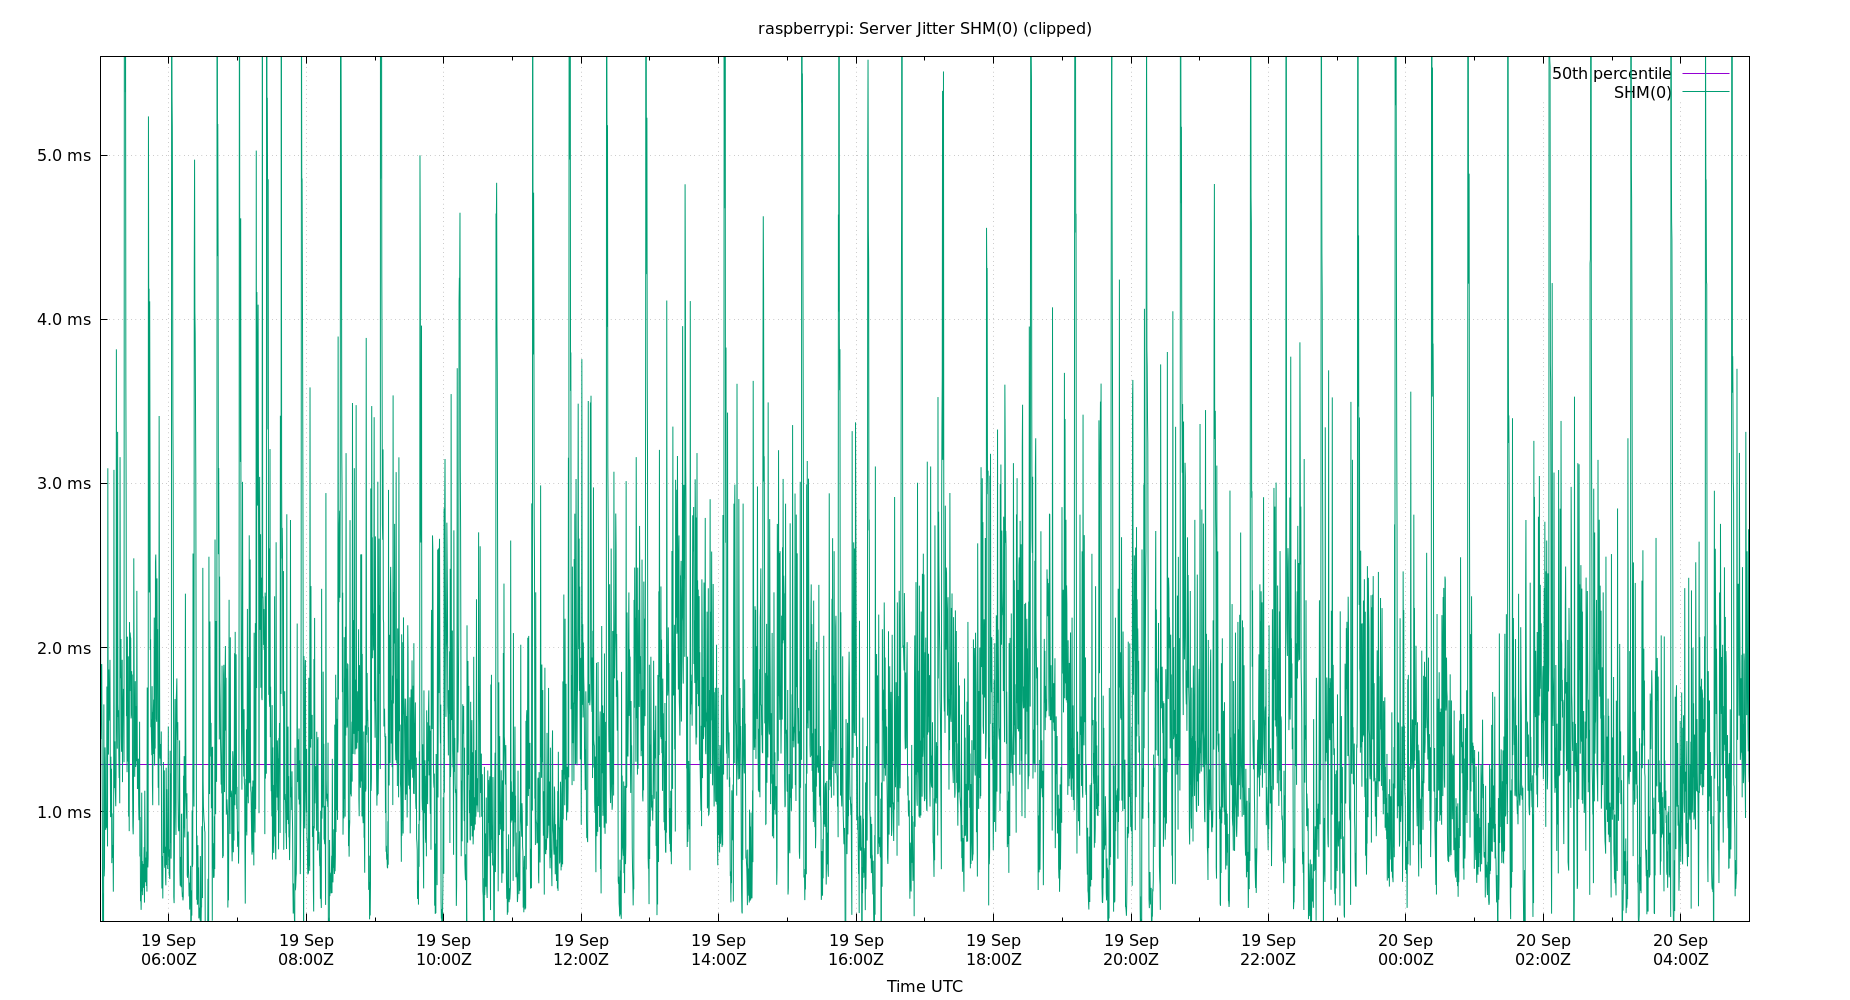 raspberrypi: Server Jitter SHM(0) (clipped)
50th percentile
SHM(0)
5.0 ms
4.0 ms
3.0 ms
2.0 ms
1.0 ms
19 Sep 19 Sep 19 Sep 19 Sep 19 Sep 19 Sep 19 Sep 19 Sep 19 Sep 20 Sep 20 Sep 20 Sep
06:00Z 08:00Z 10:00Z 12:00Z 14:00Z 16:00Z 18:00Z 20:00Z 22:00Z 00:00Z 02:00Z 04:00Z
Time UTC